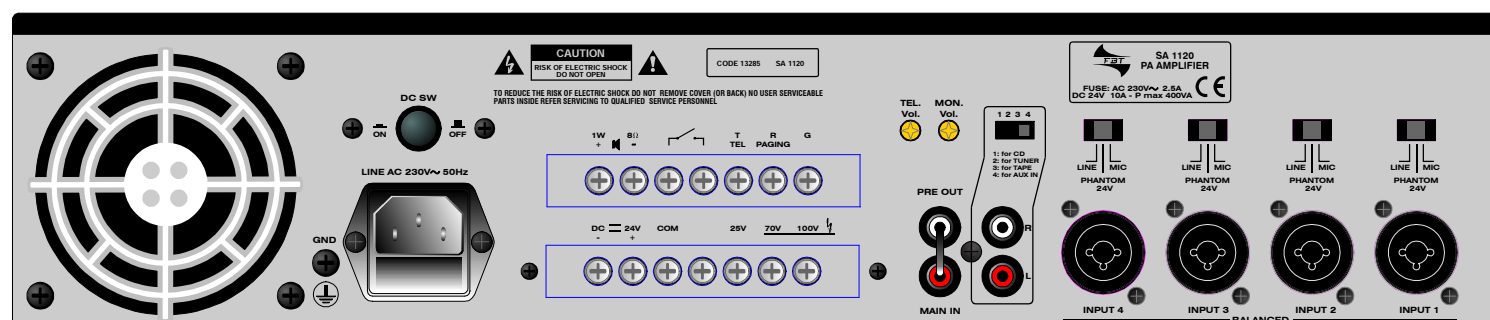 CAUTION
RISK OF ELECTRIC SHOCK
DO NOT OPEN
TO REDUCE THE RISK OF ELECTRIC SHOCK DO NOT REMOVE COVER (OR BACK) NO USER SERVICEABLE
PARTS INSIDE REFER SERVICING TO QUALIFIED SERVICE PERSONNEL
CODE 13285 SA 1120
FBT
SA 1120
PA AMPLIFIER
FUSE: AC 230V~ 2.5A
DC 24V 10A - P max 400VA
CE
DC SW
ON
OFF
LINE AC 230V~ 50Hz
GND
1W 8Ω T R G
+ - TEL PAGING
DC 24V COM 25V 70V 100V
- +
TEL. MON.
Vol. Vol.
1 2 3 4
1: for CD
2: for TUNER
3: for TAPE
4: for AUX IN
PRE OUT
MAIN IN
R
L
LINE MIC
PHANTOM
24V
INPUT 4
LINE MIC
PHANTOM
24V
INPUT 3
LINE MIC
PHANTOM
24V
INPUT 2
LINE MIC
PHANTOM
24V
INPUT 1
BALANCED